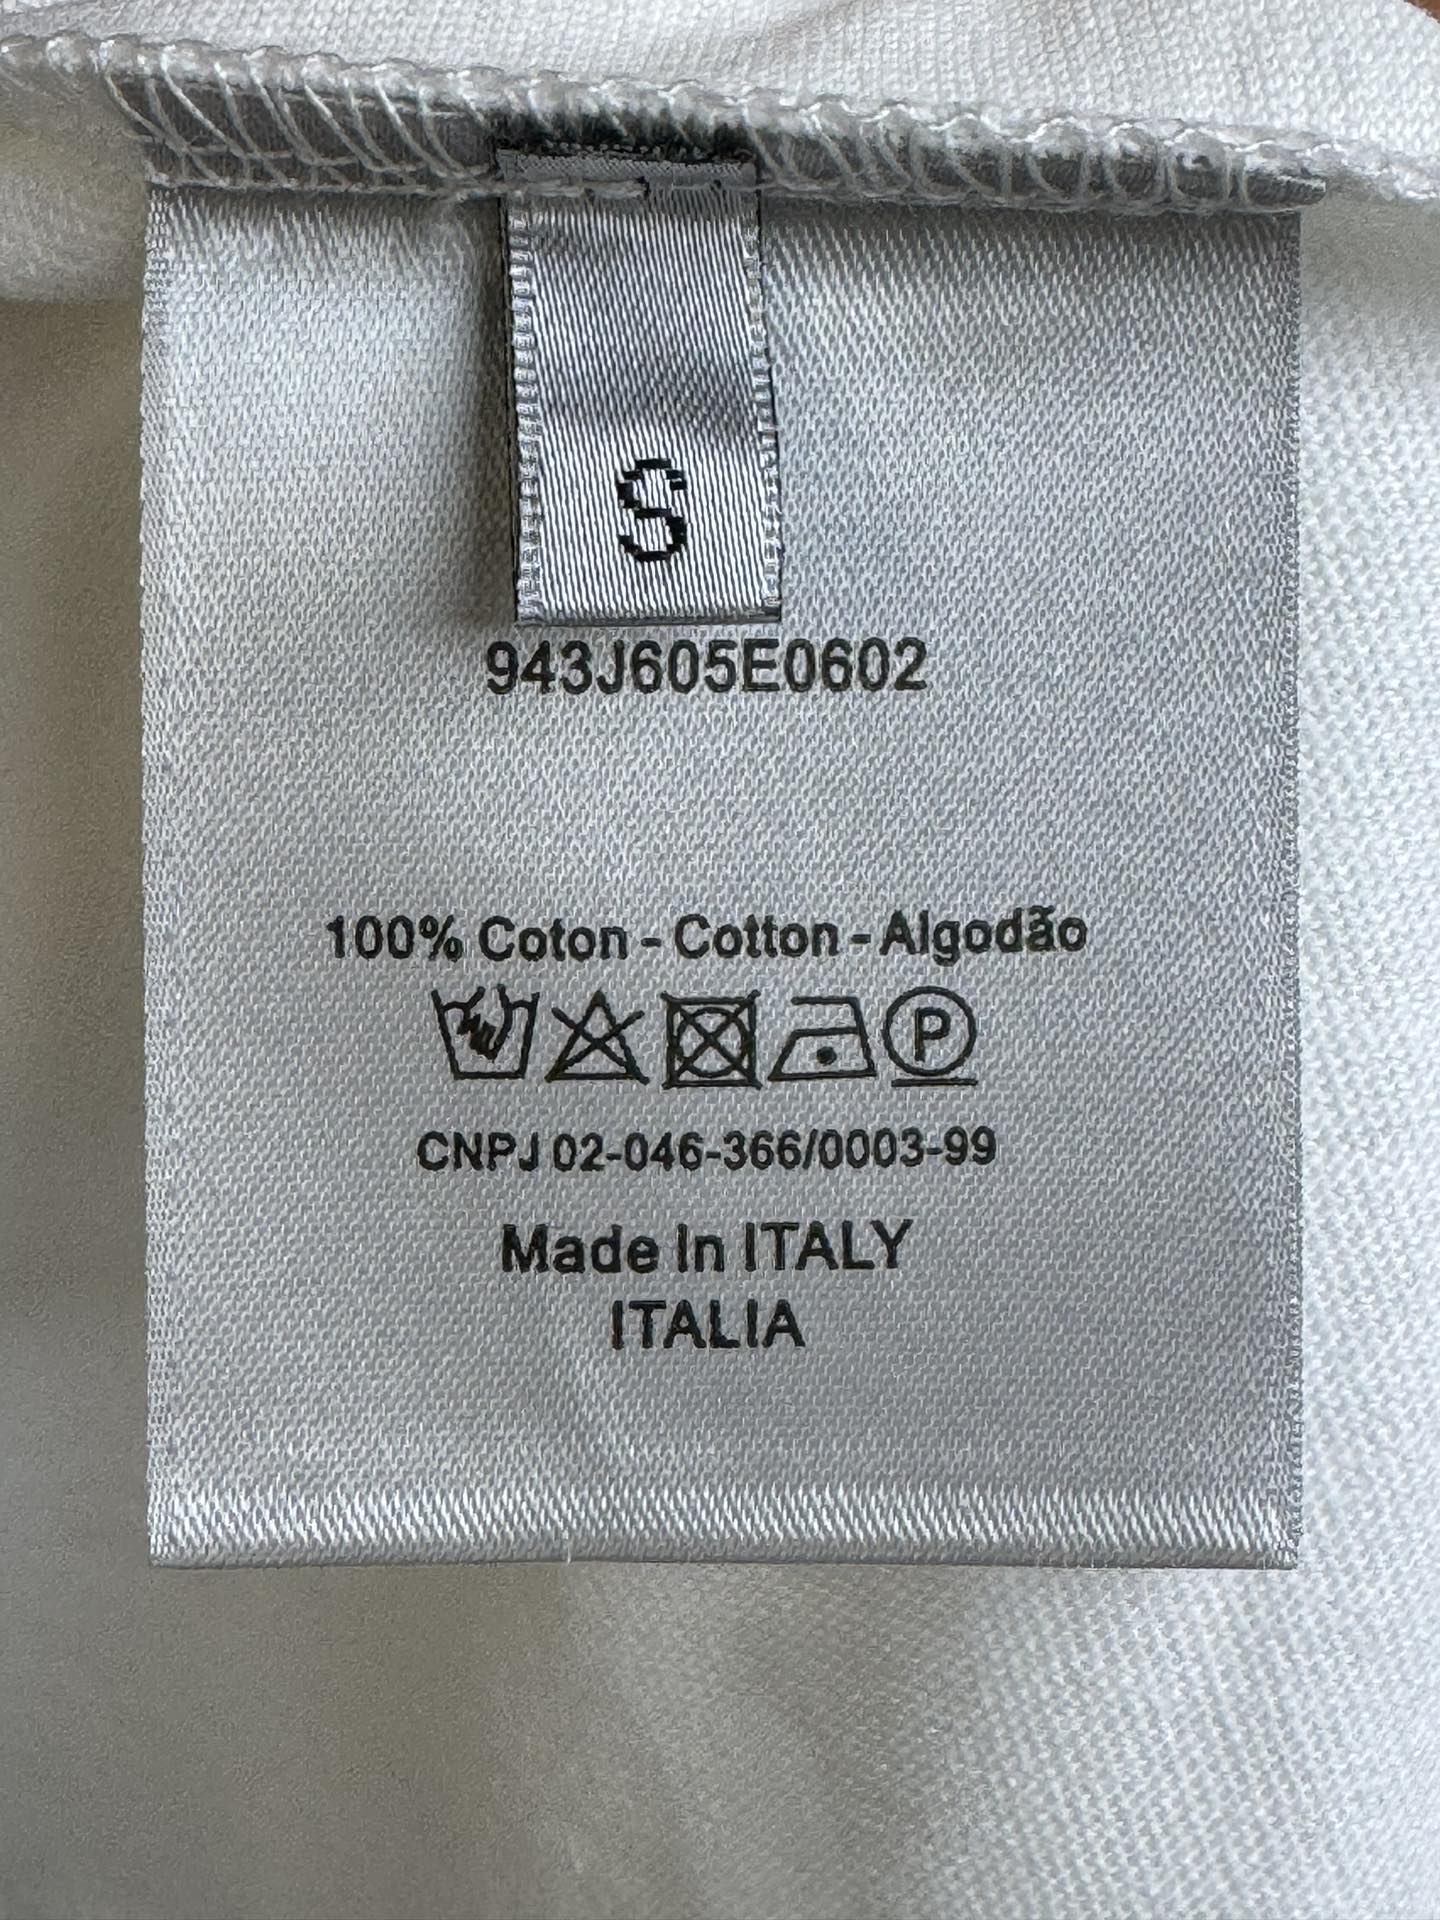 S
943J605E0602
100% Coton - Cotton - Algodão
P
CNPJ 02-046-366/0003-99
Made In ITALY
ITALIA